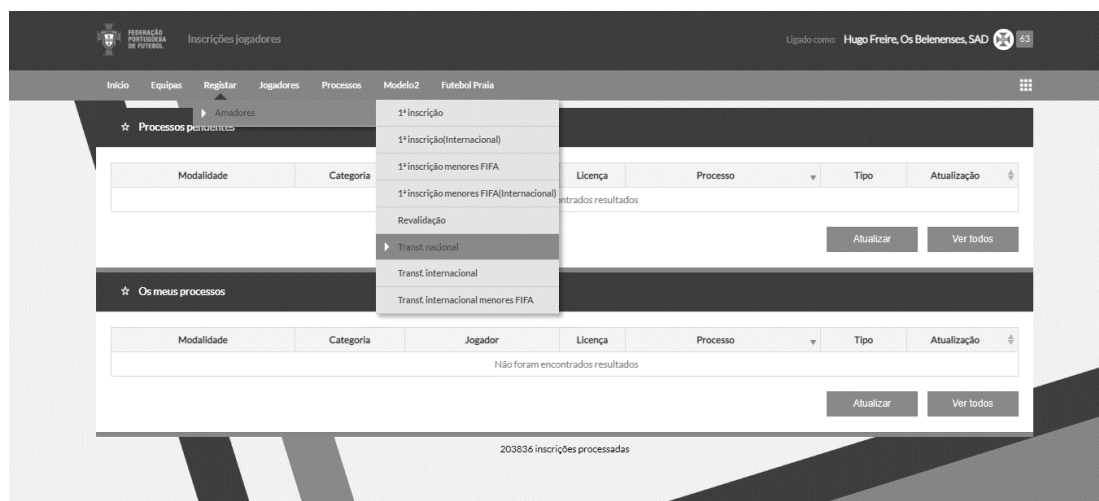 FEDERAÇÃO
PORTUGUESA
DE FUTEBOL
Inscrições jogadores
Ligado como: Hugo Freire, Os Belenenses, SAD 63
Início Equipas Registar Jogadores Processos Modelo2 Futebol Praia
Amadores
1ª inscrição
1ª inscrição(Internacional)
1ª inscrição menores FIFA
1ª inscrição menores FIFA(Internacional)
Revalidação
Transf. nacional
Transf. internacional
Transf. internacional menores FIFA
Processos pendentes
Modalidade Categoria Licença Processo Tipo Atualização
ntrados resultados
Atualizar Ver todos
Os meus processos
Modalidade Categoria Jogador Licença Processo Tipo Atualização
Não foram encontrados resultados
Atualizar Ver todos
203836 inscrições processadas